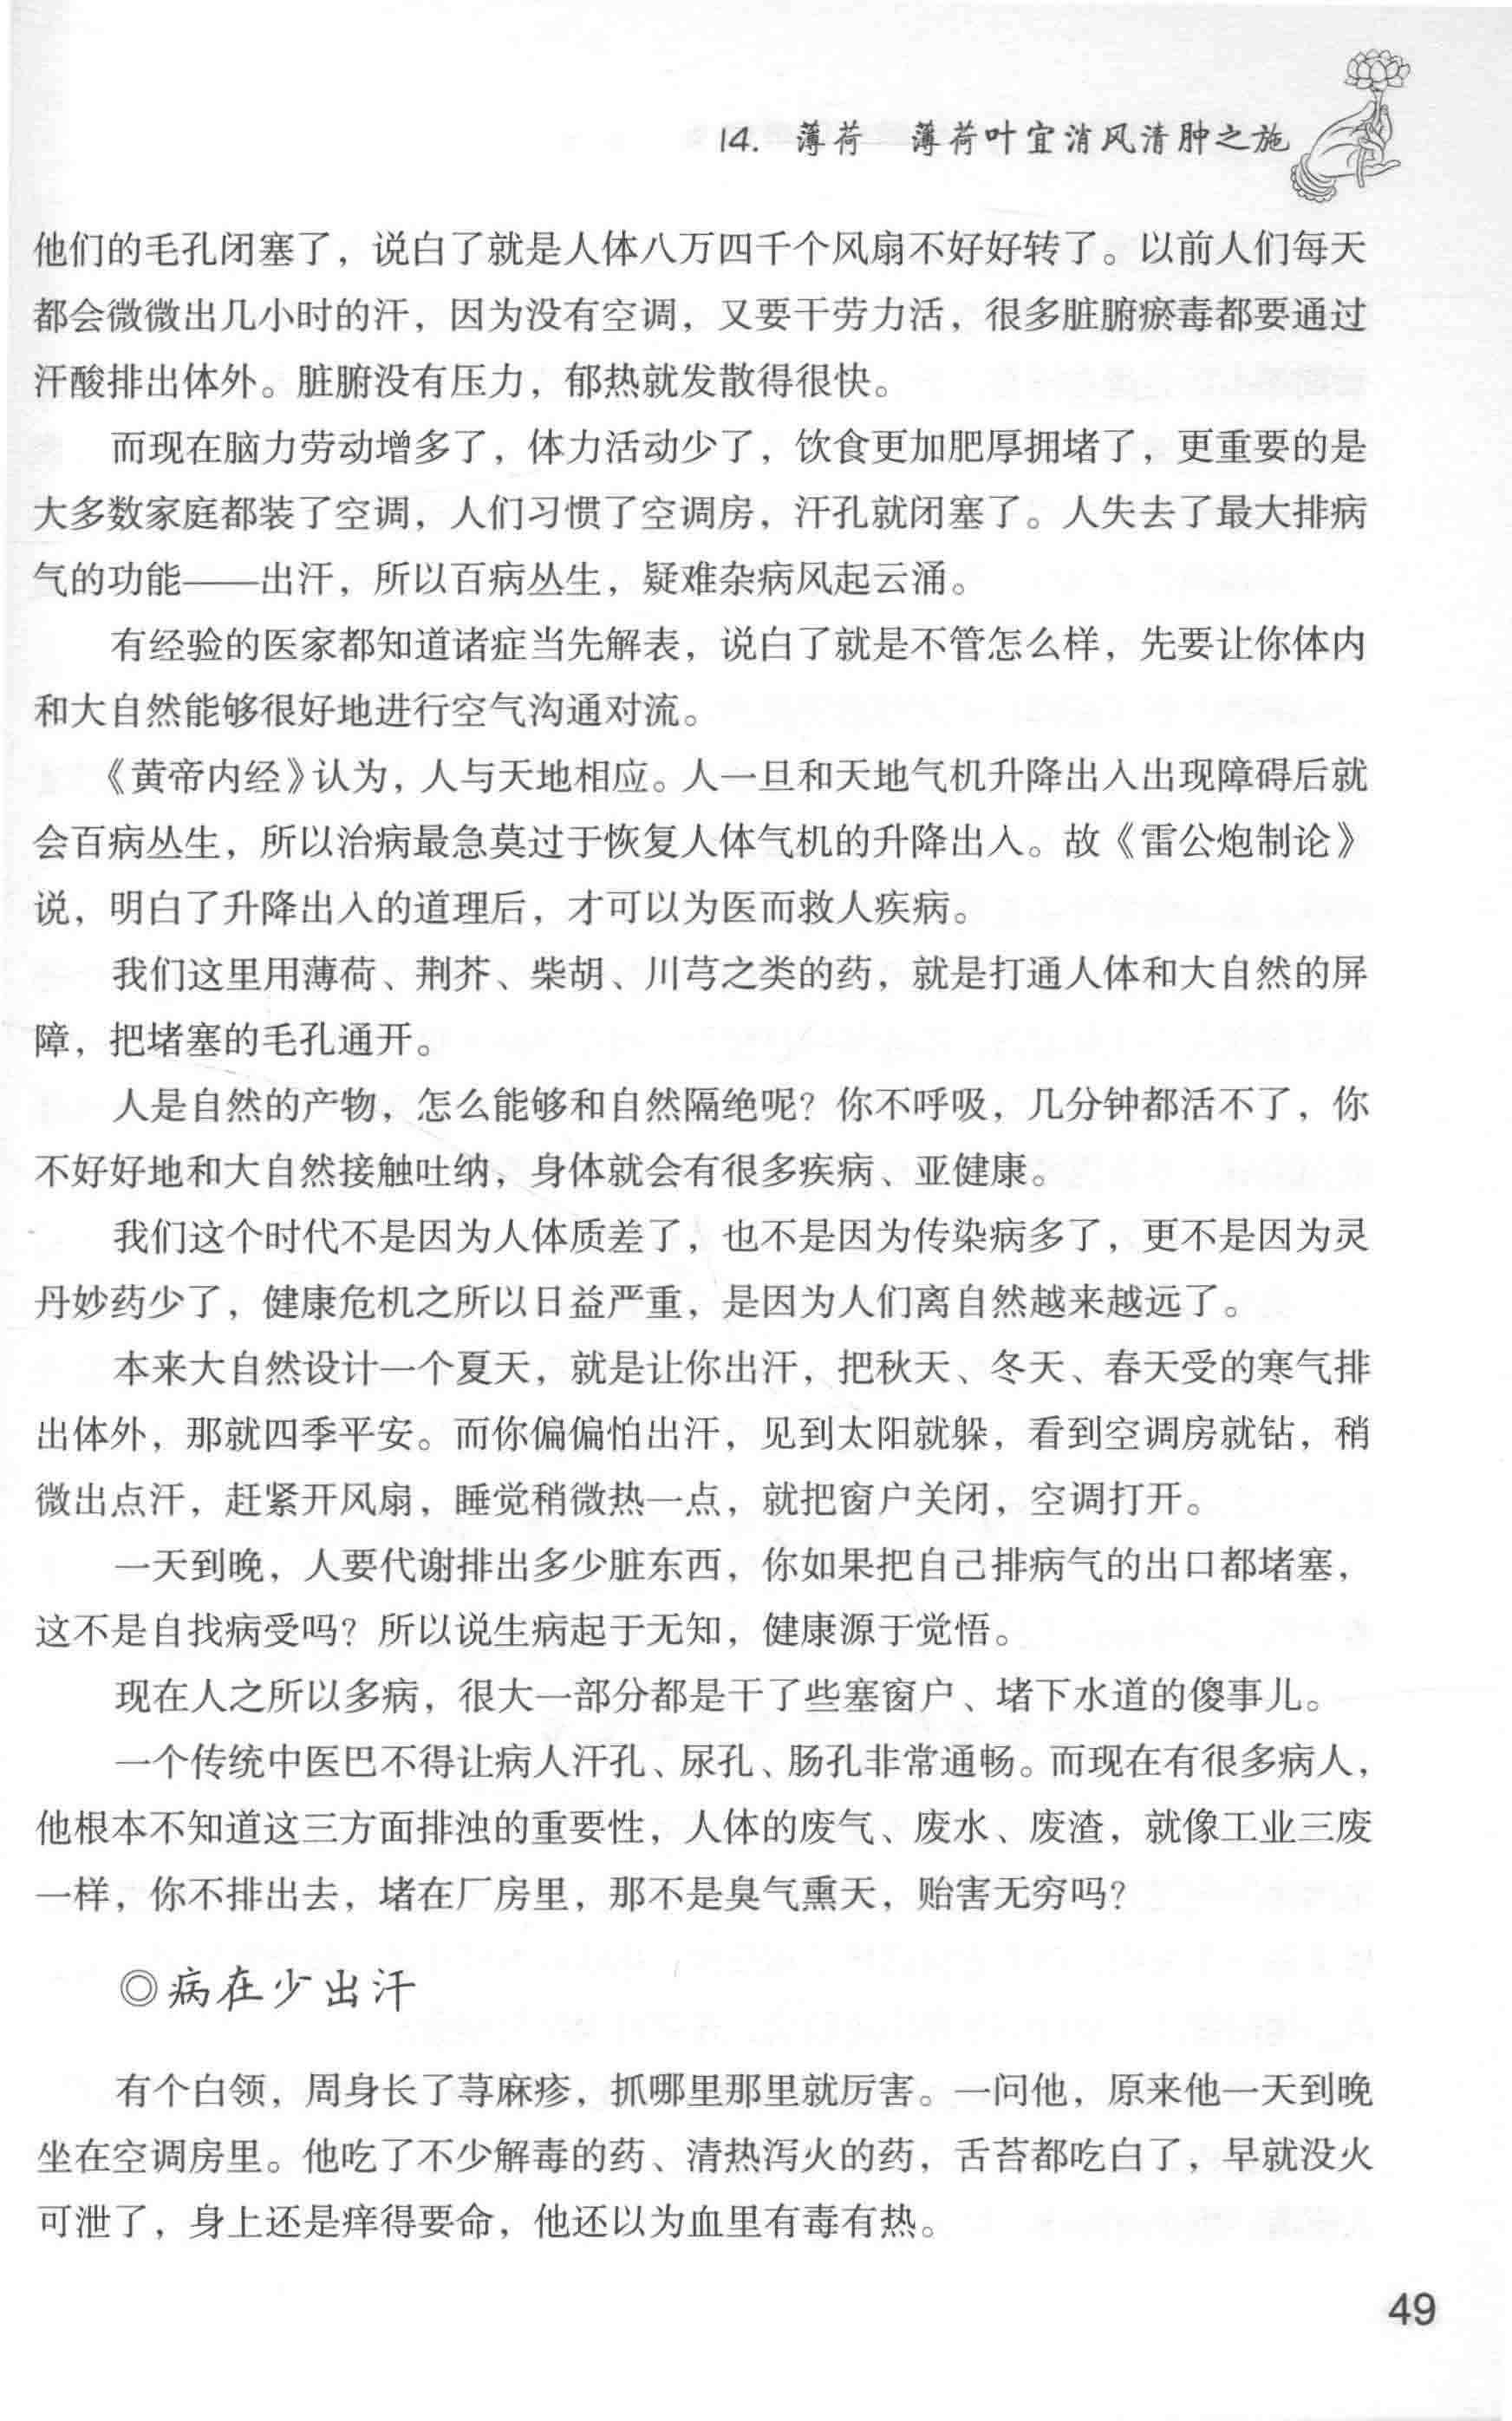 14. 薄荷 薄荷叶宜消风清肿之施
他们的毛孔闭塞了，说白了就是人体八万四千个风扇不好好转了。以前人们每天
都会微微出几小时的汗，因为没有空调，又要干劳力活，很多脏腑瘀毒都要通过
汗酸排出体外。脏腑没有压力，郁热就发散得很快。
而现在脑力劳动增多了，体力活动少了，饮食更加肥厚拥堵了，更重要的是
大多数家庭都装了空调，人们习惯了空调房，汗孔就闭塞了。人失去了最大排病
气的功能——出汗，所以百病丛生，疑难杂病风起云涌。
有经验的医家都知道诸症当先解表，说白了就是不管怎么样，先要让你体内
和大自然能够很好地进行空气沟通对流。
《黄帝内经》认为，人与天地相应。人一旦和天地气机升降出入出现障碍后就
会百病丛生，所以治病最急莫过于恢复人体气机的升降出入。故《雷公炮制论》
说，明白了升降出入的道理后，才可以为医而救人疾病。
我们这里用薄荷、荆芥、柴胡、川芎之类的药，就是打通人体和大自然的屏
障，把堵塞的毛孔通开。
人是自然的产物，怎么能够和自然隔绝呢？你不呼吸，几分钟都活不了，你
不好好地和大自然接触吐纳，身体就会有很多疾病、亚健康。
我们这个时代不是因为人体质差了，也不是因为传染病多了，更不是因为灵
丹妙药少了，健康危机之所以日益严重，是因为人们离自然越来越远了。
本来大自然设计一个夏天，就是让你出汗，把秋天、冬天、春天受的寒气排
出体外，那就四季平安。而你偏偏怕出汗，见到太阳就躲，看到空调房就钻，稍
微出点汗，赶紧开风扇，睡觉稍微热一点，就把窗户关闭，空调打开。
一天到晚，人要代谢排出多少脏东西，你如果把自己排病气的出口都堵塞，
这不是自找病受吗？所以说生病起于无知，健康源于觉悟。
现在人之所以多病，很大一部分都是干了些塞窗户、堵下水道的傻事儿。
一个传统中医巴不得让病人汗孔、尿孔、肠孔非常通畅。而现在有很多病人，
他根本不知道这三方面排浊的重要性，人体的废气、废水、废渣，就像工业三废
一样，你不排出去，堵在厂房里，那不是臭气熏天，贻害无穷吗？
◎病在少出汗
有个白领，周身长了荨麻疹，抓哪里那里就厉害。一问他，原来他一天到晚
坐在空调房里。他吃了不少解毒的药、清热泻火的药，舌苔都吃白了，早就没火
可泄了，身上还是痒得要命，他还以为血里有毒有热。
49